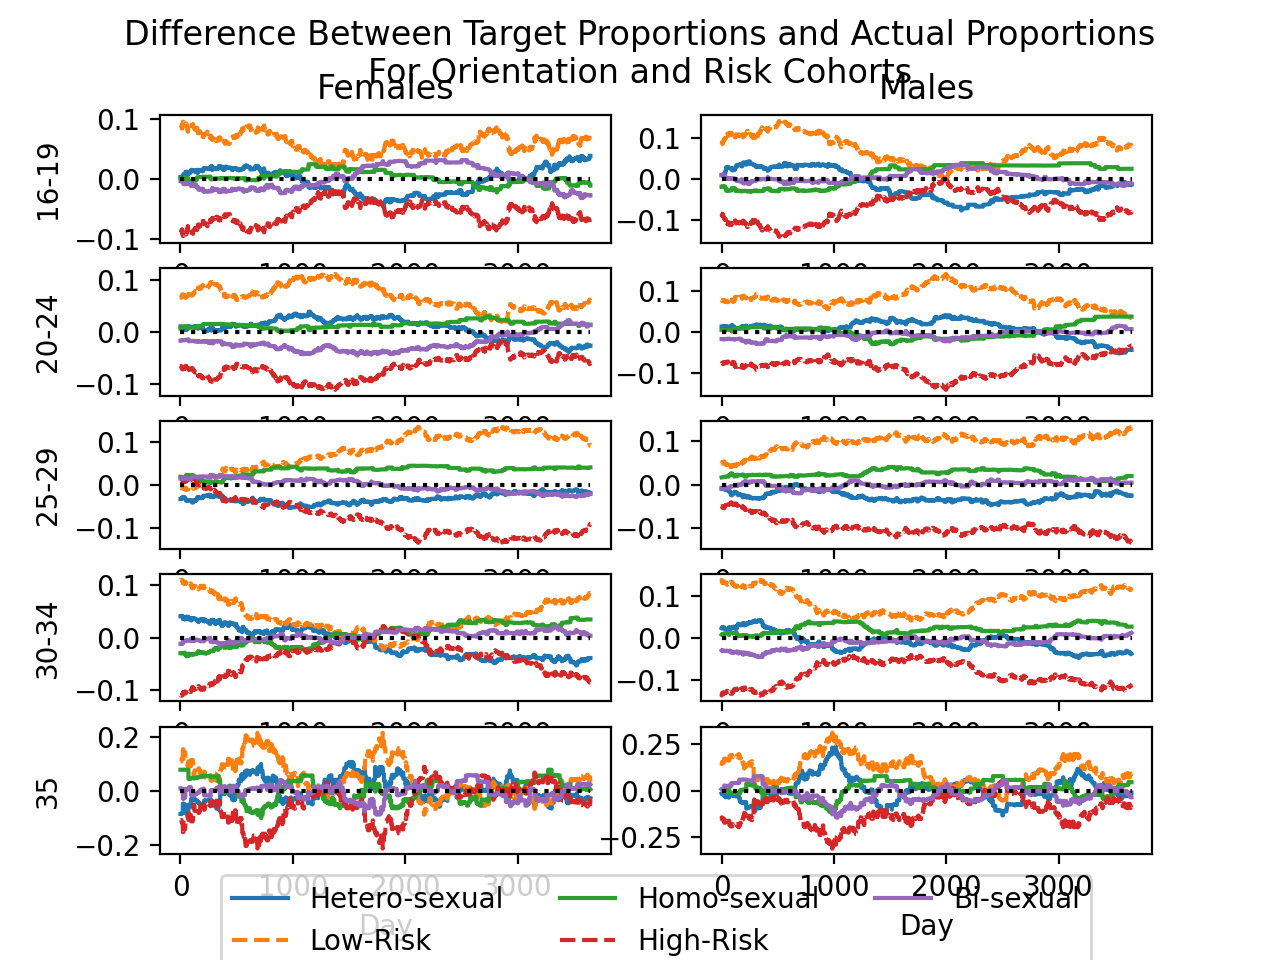 Difference Between Target Proportions and Actual Proportions
For Orientation and Risk Cohorts
Females
Males
16-19
0.1
0.0
−0.1
0.1
0.0
−0.1
20-24
0.1
0.0
−0.1
0.1
0.0
−0.1
25-29
0.1
0.0
−0.1
0.1
0.0
−0.1
30-34
0.1
0.0
−0.1
0.1
0.0
−0.1
35
0.2
0.0
−0.2
0.25
0.00
−0.25
0 1000 2000 3000
0 1000 2000 3000
Day
Day
Hetero-sexual
Low-Risk
Homo-sexual
High-Risk
Bi-sexual